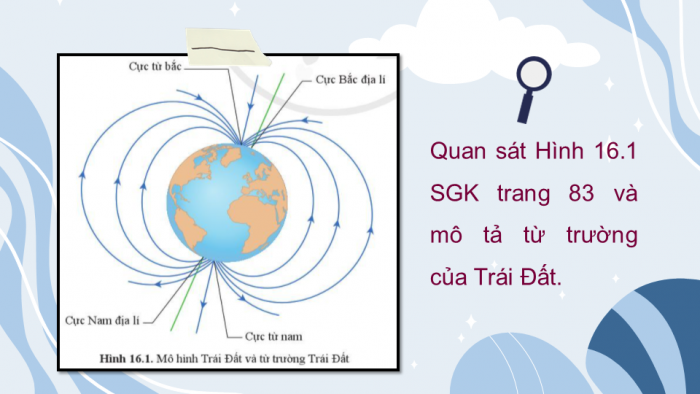 Cực từ bắc
Cực Bắc địa lí
Cực Nam địa lí
Cực từ nam
Hình 16.1. Mô hình Trái Đất và từ trường Trái Đất
Quan sát Hình 16.1
SGK trang 83 và
mô tả từ trường
của Trái Đất.